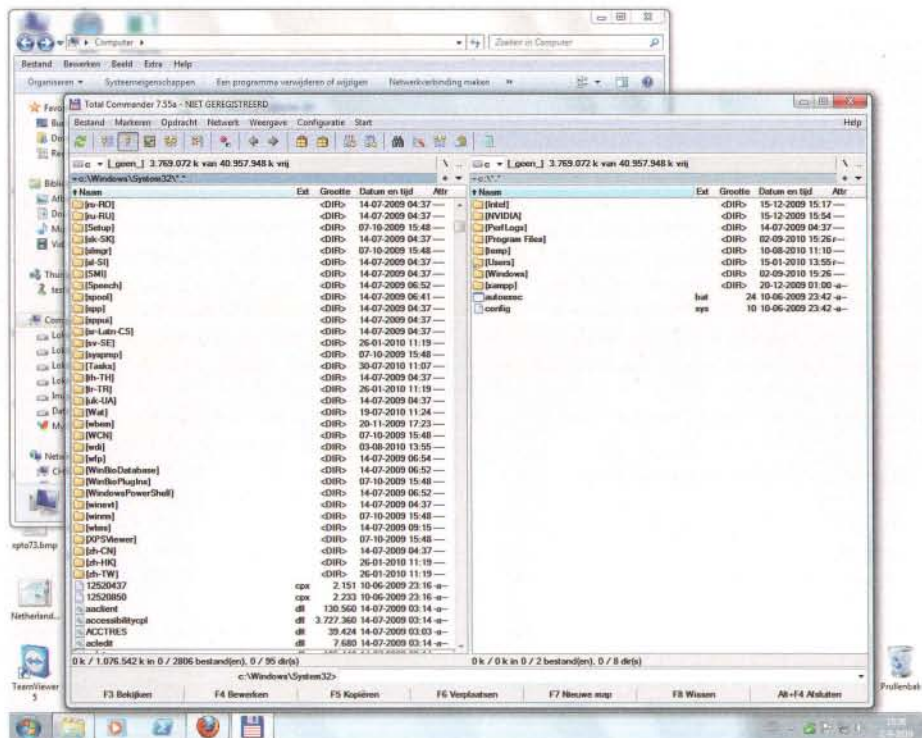 Computer
Zoeken in Computer
Bestand Bewerken Beeld Extra Help
Organiseren Systeemeigenschappen Een programma verwijderen of wijzigen Netwerkverbinding maken »
Total Commander 7.55a - NIET GEREGISTREERD
Bestand Markeren Opdracht Netwerk Weergave Configuratie Start Help
c [_geen_] 3.769.072 k van 40.957.948 k vrij \ ..
c [_geen_] 3.769.072 k van 40.957.948 k vrij \ ..
c:\Windows\System32\*.*
c:\*.*
Naam Ext Grootte Datum en tijd Attr
[ro-RO] <DIR> 14-07-2009 04:37 ----
[ru-RU] <DIR> 14-07-2009 04:37 ----
[Setup] <DIR> 07-10-2009 15:48 ----
[sk-SK] <DIR> 14-07-2009 04:37 ----
[slmgr] <DIR> 07-10-2009 15:48 ----
[sl-SI] <DIR> 14-07-2009 04:37 ----
[SMI] <DIR> 14-07-2009 04:37 ----
[Speech] <DIR> 14-07-2009 06:52 ----
[spool] <DIR> 14-07-2009 06:41 ----
[spp] <DIR> 14-07-2009 04:37 ----
[sppui] <DIR> 14-07-2009 04:37 ----
[sr-Latn-CS] <DIR> 14-07-2009 04:37 ----
[sv-SE] <DIR> 26-01-2010 11:19 ----
[sysprep] <DIR> 07-10-2009 15:48 ----
[Tasks] <DIR> 30-07-2010 11:07 ----
[th-TH] <DIR> 14-07-2009 04:37 ----
[tr-TR] <DIR> 26-01-2010 11:19 ----
[uk-UA] <DIR> 14-07-2009 04:37 ----
[Wat] <DIR> 19-07-2010 11:24 ----
[wbem] <DIR> 20-11-2009 17:23 ----
[WCN] <DIR> 07-10-2009 15:48 ----
[wdi] <DIR> 03-08-2010 13:55 ----
[wfp] <DIR> 14-07-2009 06:54 ----
[WinBioDatabase] <DIR> 14-07-2009 06:52 ----
[WinBioPlugIns] <DIR> 07-10-2009 15:48 ----
[WindowsPowerShell] <DIR> 14-07-2009 06:52 ----
[winevt] <DIR> 14-07-2009 04:37 ----
[winrm] <DIR> 07-10-2009 15:48 ----
<DIR> 14-07-2009 09:15 ----
[XPSViewer] <DIR> 07-10-2009 15:48 ----
[zh-CN] <DIR> 14-07-2009 04:37 ----
[zh-HK] <DIR> 26-01-2010 11:19 ----
[zh-TW] <DIR> 26-01-2010 11:19 ----
12520437 cpx 2.151 10-06-2009 23:16 -a--
12520850 cpx 2.233 10-06-2009 23:16 -a--
aaclient dll 130.560 14-07-2009 03:14 -a--
accessibilitycpl dll 3.727.360 14-07-2009 03:14 -a--
ACCTRES dll 39.424 14-07-2009 03:03 -a--
acledit dll 7.680 14-07-2009 03:14 -a--
Naam Ext Grootte Datum en tijd Attr
[Intel] <DIR> 15-12-2009 15:17 ----
[NVIDIA] <DIR> 15-12-2009 15:54 ----
[PerfLogs] <DIR> 14-07-2009 04:37 ----
[Program Files] <DIR> 02-09-2010 15:26 r---
[temp] <DIR> 10-08-2010 11:10 ----
[Users] <DIR> 15-01-2010 13:55 r---
[Windows] <DIR> 02-09-2010 15:26 ----
[xampp] <DIR> 20-12-2009 01:00 -a--
autoexec bat 24 10-06-2009 23:42 -a--
config sys 10 10-06-2009 23:42 -a--
0 k / 1.076.542 k in 0 / 2806 bestand(en), 0 / 95 dir(s)
0 k / 0 k in 0 / 2 bestand(en), 0 / 8 dir(s)
c:\Windows\System32>
F3 Bekijken F4 Bewerken F5 Kopiëren F6 Verplaatsen F7 Nieuwe map F8 Wissen Alt+F4 Afsluiten
opto73.bmp
Netherland...
TeamViewer
5
Prullenbak